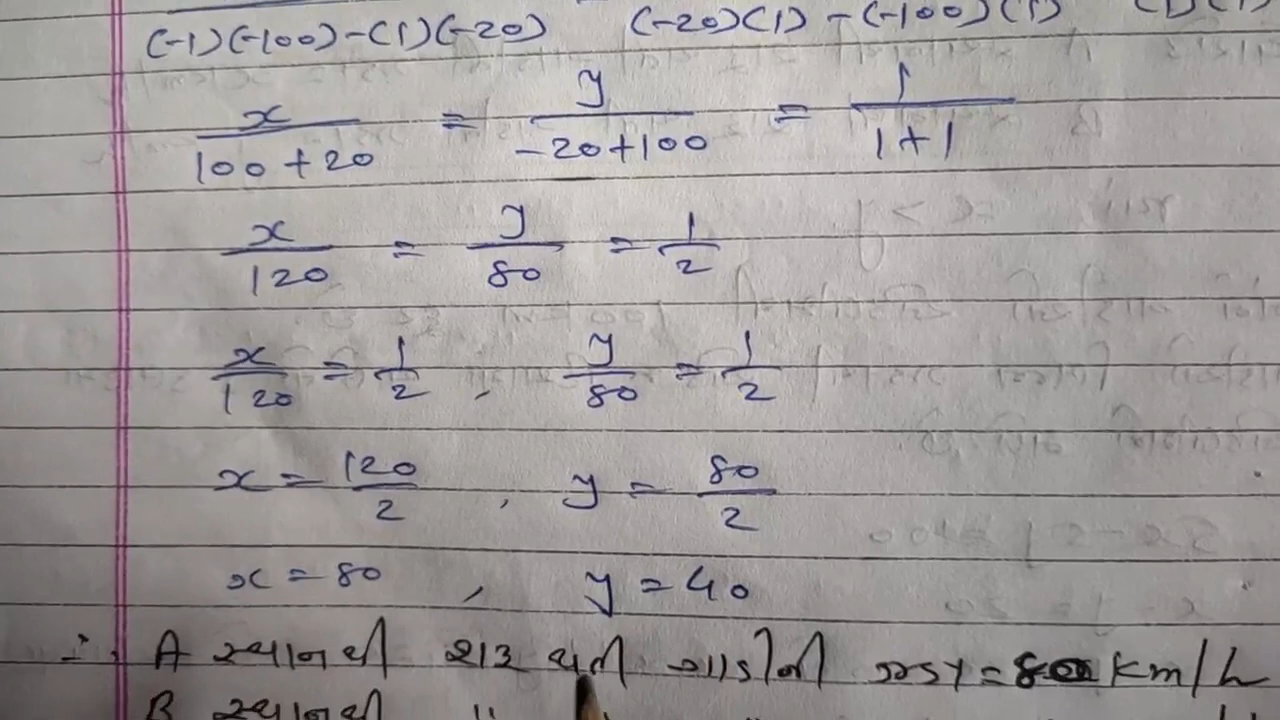 (-1)(-100)-(1)(-20) (-20)(1)-(-100)(1)
x/(100+20) = y/(-20+100) = 1/(1+1)
x/120 = y/80 = 1/2
x/120 = 1/2 , y/80 = 1/2
x = 120/2 , y = 80/2
x = 80 , y = 40
∴ A સ્થાનથી શરૂ થતી ગાડીની ઝડપ = 80 km/h
B સ્થાનથી "